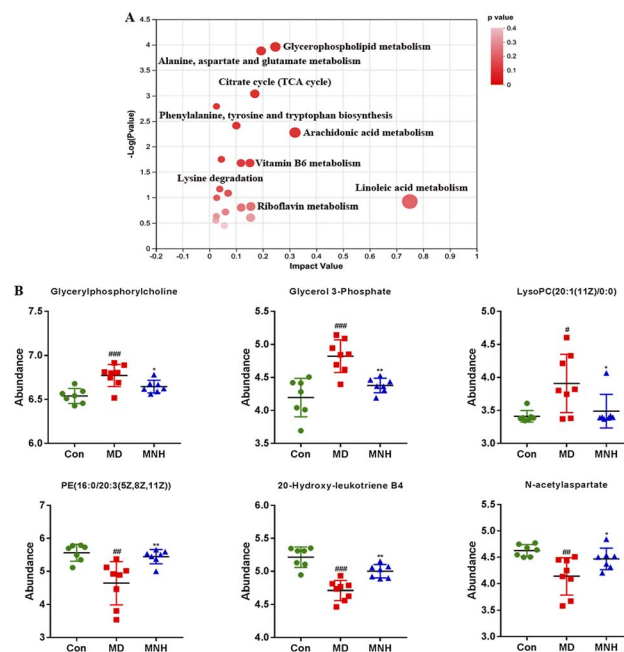 A
p value
0.4
0.3
0.2
0.1
0
4.5
4
3.5
3
2.5
2
1.5
1
0.5
0
-Log(Pvalue)
Glycerophospholipid metabolism
Alanine, aspartate and glutamate metabolism
Citrate cycle (TCA cycle)
Phenylalanine, tyrosine and tryptophan biosynthesis
Arachidonic acid metabolism
Vitamin B6 metabolism
Lysine degradation
Linoleic acid metabolism
Riboflavin metabolism
-0.2 -0.1 0 0.1 0.2 0.3 0.4 0.5 0.6 0.7 0.8 0.9 1
Impact Value
B
Glycerylphosphorylcholine
Abundance
7.5
7.0
6.5
6.0
###
*
Con MD MNH
Glycerol 3-Phosphate
Abundance
5.5
5.0
4.5
4.0
3.5
###
**
Con MD MNH
LysoPC(20:1(11Z)/0:0)
Abundance
5.0
4.5
4.0
3.5
3.0
#
*
Con MD MNH
PE(16:0/20:3(5Z,8Z,11Z))
Abundance
7
6
5
4
3
##
**
Con MD MNH
20-Hydroxy-leukotriene B4
Abundance
6.0
5.5
5.0
4.5
4.0
###
**
Con MD MNH
N-acetylaspartate
Abundance
5.5
5.0
4.5
4.0
3.5
3.0
##
*
Con MD MNH